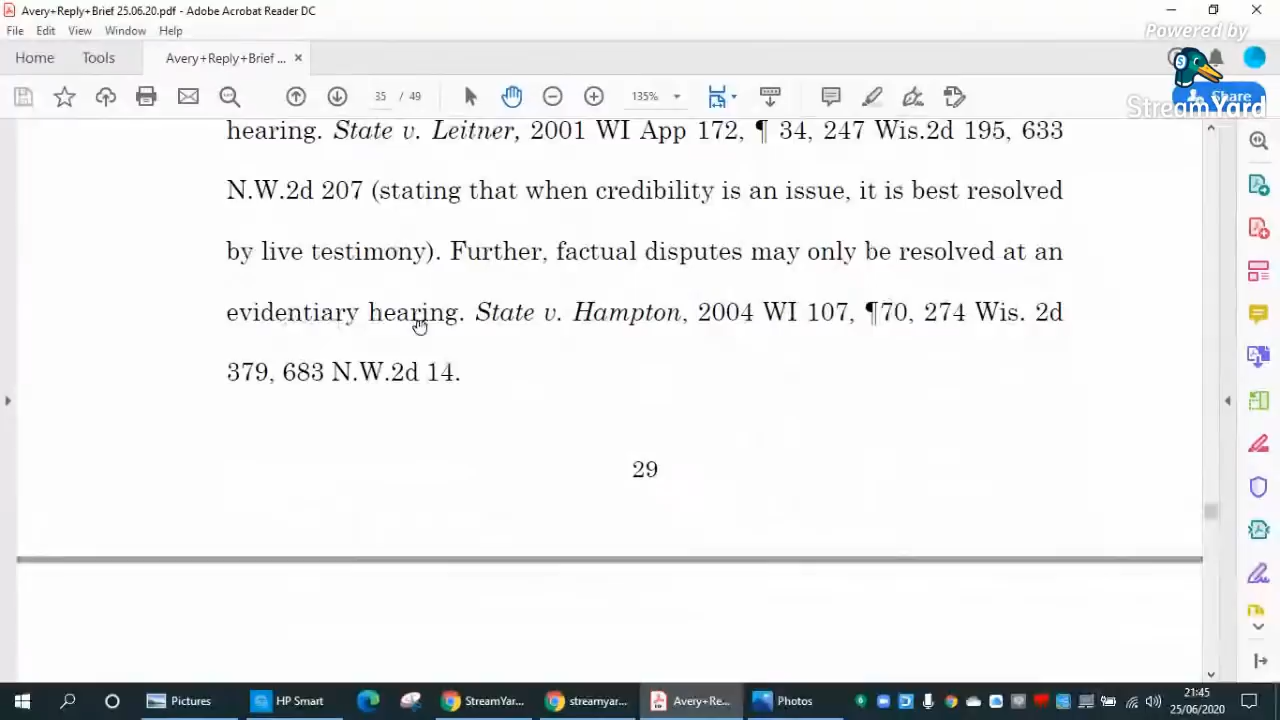 Avery+Reply+Brief 25.06.20.pdf - Adobe Acrobat Reader DC
Powered by
File Edit View Window Help
Home Tools Avery+Reply+Brief ... ×
StreamYard
Share
35 / 49 135%
hearing. State v. Leitner, 2001 WI App 172, ¶ 34, 247 Wis.2d 195, 633
N.W.2d 207 (stating that when credibility is an issue, it is best resolved
by live testimony). Further, factual disputes may only be resolved at an
evidentiary hearing. State v. Hampton, 2004 WI 107, ¶70, 274 Wis. 2d
379, 683 N.W.2d 14.
29
Pictures HP Smart StreamYar... streamyar... Avery+Re... Photos
21:45
25/06/2020